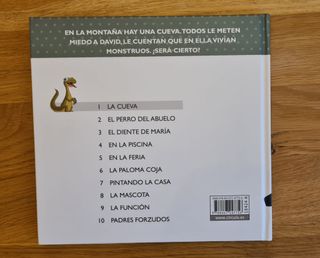 EN LA MONTAÑA HAY UNA CUEVA. TODOS LE METEN
MIEDO A DAVID, LE CUENTAN QUE EN ELLA VIVÍAN
MONSTRUOS. ¿SERÁ CIERTO?
1 LA CUEVA
2 EL PERRO DEL ABUELO
3 EL DIENTE DE MARÍA
4 EN LA PISCINA
5 EN LA FERIA
6 LA PALOMA COJA
7 PINTANDO LA CASA
8 LA MASCOTA
9 LA FUNCIÓN
10 PADRES FORZUDOS